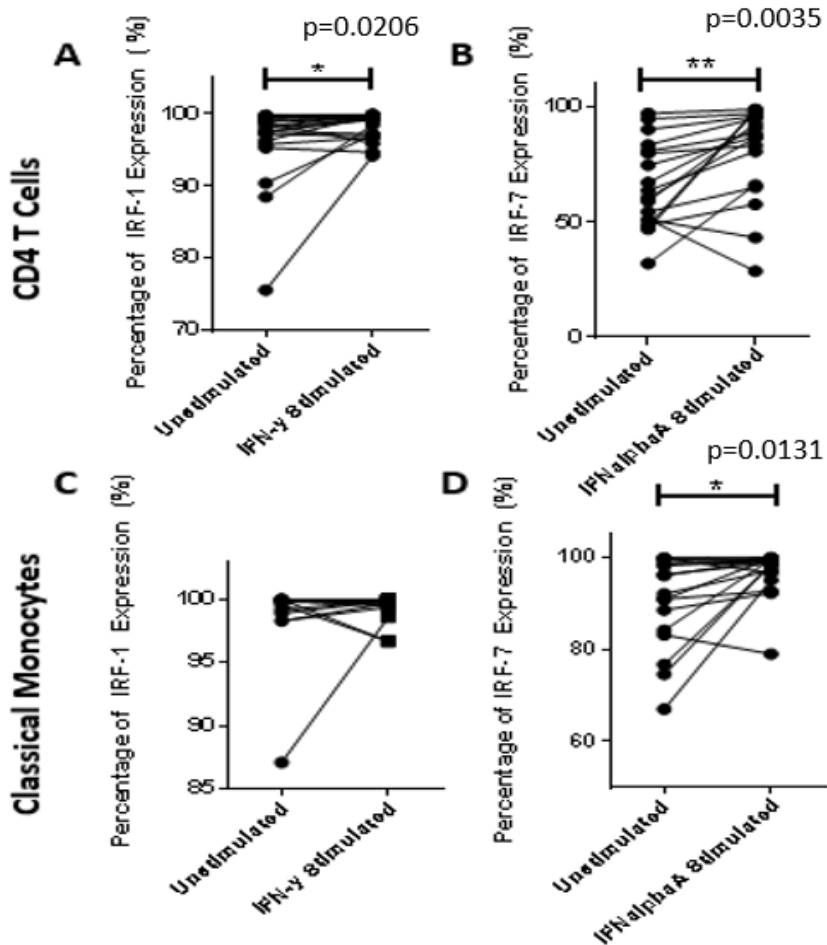 p=0.0206
p=0.0035
A
*
B
**
CD4 T Cells
Percentage of IRF-1 Expression (%)
100
90
80
70
Unstimulated
IFN-y Stimulated
Percentage of IRF-7 Expression (%)
100
50
0
Unstimulated
IFNalphaA Stimulated
p=0.0131
C
D
*
Classical Monocytes
Percentage of IRF-1 Expression (%)
100
95
90
85
Unstimulated
IFN-y Stimulated
Percentage of IRF-7 Expression (%)
100
80
60
Unstimulated
IFNalphaA Stimulated